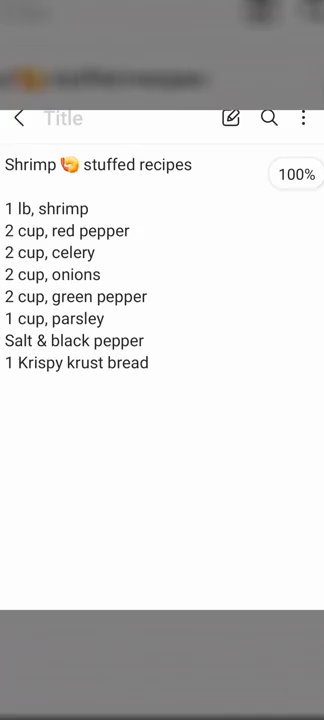 Title
Shrimp 🍤 stuffed recipes
100%
1 lb, shrimp
2 cup, red pepper
2 cup, celery
2 cup, onions
2 cup, green pepper
1 cup, parsley
Salt & black pepper
1 Krispy krust bread